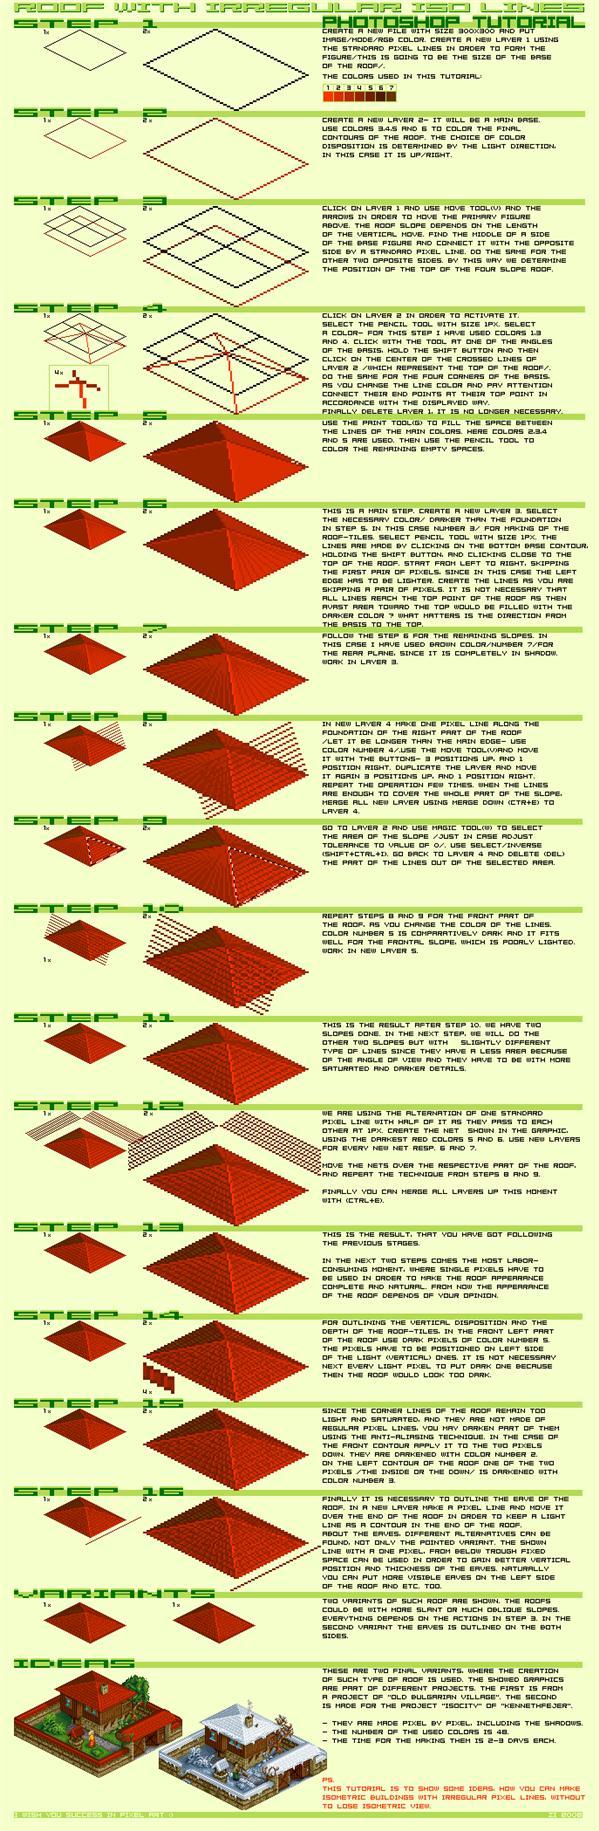 ROOF WITH IRREGULAR ISO LINES
PHOTOSHOP TUTORIAL
STEP 1
1x
2x
CREATE A NEW FILE WITH SIZE 300X300 AND PUT
IMAGE/MODE/RGB COLOR. CREATE A NEW LAYER 1 USING
THE STANDARD PIXEL LINES IN ORDER TO FORM THE
FIGURE/THIS IS GOING TO BE THE SIZE OF THE BASE
OF THE ROOF/.
THE COLORS USED IN THIS TUTORIAL:
1 2 3 4 5 6 7
STEP 2
1x
2x
CREATE A NEW LAYER 2- IT WILL BE A MAIN BASE.
USE COLORS 3,4,5 AND 6 TO COLOR THE FINAL
CONTOURS OF THE ROOF. THE CHOICE OF COLOR
DISPOSITION IS DETERMINED BY THE LIGHT DIRECTION,
IN THIS CASE IT IS UP/RIGHT.
STEP 3
1x
2x
CLICK ON LAYER 1 AND USE MOVE TOOL(V) AND THE
ARROWS IN ORDER TO MOVE THE PRIMARY FIGURE
ABOVE. THE ROOF SLOPE DEPENDS ON THE LENGTH
OF THE VERTICAL MOVE. FIND THE MIDDLE OF A SIDE
OF THE BASE FIGURE AND CONNECT IT WITH THE OPPOSITE
SIDE BY A STANDARD PIXEL LINE. DO THE SAME FOR THE
OTHER TWO OPPOSITE SIDES. BY THIS WAY WE DETERMINE
THE POSITION OF THE TOP OF THE FOUR SLOPE ROOF.
STEP 4
1x
2x
4x
CLICK ON LAYER 2 IN ORDER TO ACTIVATE IT.
SELECT THE PENCIL TOOL WITH SIZE 1PX. SELECT
A COLOR- FOR THIS STEP I HAVE USED COLORS 1,3
AND 4. CLICK WITH THE TOOL AT ONE OF THE ANGLES
OF THE BASIS, HOLD THE SHIFT BUTTON AND THEN
CLICK ON THE CENTER OF THE CROSSED LINES OF
LAYER 2 /WHICH REPRESENT THE TOP OF THE ROOF/.
DO THE SAME FOR THE FOUR CORNERS OF THE BASIS,
AS YOU CHANGE THE LINE COLOR AND PAY ATTENTION
CONNECT THEIR END POINTS AT THEIR TOP POINT IN
ACCORDANCE WITH THE DISPLAYED WAY.
FINALLY DELETE LAYER 1, IT IS NO LONGER NECESSARY.
STEP 5
1x
2x
USE THE PAINT TOOL(G) TO FILL THE SPACE BETWEEN
THE LINES OF THE MAIN COLORS. HERE COLORS 2,3,4
AND 5 ARE USED. THEN USE THE PENCIL TOOL TO
COLOR THE REMAINING EMPTY SPACES.
STEP 6
1x
2x
THIS IS A MAIN STEP. CREATE A NEW LAYER 3. SELECT
THE NECESSARY COLOR/ DARKER THAN THE FOUNDATION
IN STEP 5, IN THIS CASE NUMBER 3/ FOR MAKING OF THE
ROOF-TILES. SELECT PENCIL TOOL WITH SIZE 1PX. THE
LINES ARE MADE BY CLICKING ON THE BOTTOM BASE CONTOUR,
HOLDING THE SHIFT BUTTON, AND CLICKING CLOSE TO THE
TOP OF THE ROOF. START FROM LEFT TO RIGHT, SKIPPING
THE FIRST PAIR OF PIXELS, SINCE IN THIS CASE THE LEFT
EDGE HAS TO BE LIGHTER. CREATE THE LINES AS YOU ARE
SKIPPING A PAIR OF PIXELS. IT IS NOT NECESSARY THAT
ALL LINES REACH THE TOP POINT OF THE ROOF AS THEN
AVAST AREA TOWARD THE TOP WOULD BE FILLED WITH THE
DARKER COLOR ? WHAT MATTERS IS THE DIRECTION FROM
THE BASIS TO THE TOP.
STEP 7
1x
2x
FOLLOW THE STEP 6 FOR THE REMAINING SLOPES. IN
THIS CASE I HAVE USED BROWN COLOR/NUMBER 7/FOR
THE REAR PLANE, SINCE IT IS COMPLETELY IN SHADOW.
WORK IN LAYER 3.
STEP 8
1x
2x
IN NEW LAYER 4 MAKE ONE PIXEL LINE ALONG THE
FOUNDATION OF THE RIGHT PART OF THE ROOF
/LET IT BE LONGER THAN THE MAIN EDGE- USE
COLOR NUMBER 4/.USE THE MOVE TOOL(V)AND MOVE
IT WITH THE BUTTONS- 3 POSITIONS UP, AND 1
POSITION RIGHT. DUPLICATE THE LAYER AND MOVE
IT AGAIN 3 POSITIONS UP, AND 1 POSITION RIGHT.
REPEAT THE OPERATION FEW TIMES. WHEN THE LINES
ARE ENOUGH TO COVER THE WHOLE PART OF THE SLOPE,
MERGE ALL NEW LAYER USING MERGE DOWN (CTR+E) TO
LAYER 4.
STEP 9
1x
2x
GO TO LAYER 2 AND USE MAGIC TOOL(W) TO SELECT
THE AREA OF THE SLOPE /JUST IN CASE ADJUST
TOLERANCE TO VALUE OF 0/. USE SELECT/INVERSE
(SHIFT+CTRL+I). GO BACK TO LAYER 4 AND DELETE (DEL)
THE PART OF THE LINES OUT OF THE SELECTED AREA.
STEP 10
2x
1x
REPEAT STEPS 8 AND 9 FOR THE FRONT PART OF
THE ROOF, AS YOU CHANGE THE COLOR OF THE LINES.
COLOR NUMBER 5 IS COMPARATIVELY DARK AND IT FITS
WELL FOR THE FRONTAL SLOPE, WHICH IS POORLY LIGHTED.
WORK IN NEW LAYER 5.
STEP 11
1x
2x
THIS IS THE RESULT AFTER STEP 10. WE HAVE TWO
SLOPES DONE. IN THE NEXT STEP, WE WILL DO THE
OTHER TWO SLOPES BUT WITH SLIGHTLY DIFFERENT
TYPE OF LINES SINCE THEY HAVE A LESS AREA BECAUSE
OF THE ANGLE OF VIEW AND THEY HAVE TO BE WITH MORE
SATURATED AND DARKER DETAILS.
STEP 12
1x
2x
WE ARE USING THE ALTERNATION OF ONE STANDARD
PIXEL LINE WITH HALF OF IT AS THEY PASS TO EACH
OTHER AT 1PX. CREATE THE NET SHOWN IN THE GRAPHIC,
USING THE DARKEST RED COLORS 5 AND 6. USE NEW LAYERS
FOR EVERY NEW NET RESP. 6 AND 7.
MOVE THE NETS OVER THE RESPECTIVE PART OF THE ROOF,
AND REPEAT THE TECHNIQUE FROM STEPS 8 AND 9.
FINALLY YOU CAN MERGE ALL LAYERS UP THIS MOMENT
WITH (CTRL+E).
STEP 13
1x
2x
THIS IS THE RESULT, THAT YOU HAVE GOT FOLLOWING
THE PREVIOUS STAGES.
IN THE NEXT TWO STEPS COMES THE MOST LABOR-
CONSUMING MOMENT, WHERE SINGLE PIXELS HAVE TO
BE USED IN ORDER TO MAKE THE ROOF APPEARANCE
COMPLETE AND NATURAL. FROM NOW THE APPEARANCE
OF THE ROOF DEPENDS OF YOUR OPINION.
STEP 14
1x
2x
4x
FOR OUTLINING THE VERTICAL DISPOSITION AND THE
DEPTH OF THE ROOF-TILES, IN THE FRONT LEFT PART
OF THE ROOF USE DARK PIXELS OF COLOR NUMBER 5.
THE PIXELS HAVE TO BE POSITIONED ON LEFT SIDE
OF THE LIGHT (VERTICAL) ONES. IT IS NOT NECESSARY
NEXT EVERY LIGHT PIXEL TO PUT DARK ONE BECAUSE
THEN THE ROOF WOULD LOOK TOO DARK.
STEP 15
1x
2x
SINCE THE CORNER LINES OF THE ROOF REMAIN TOO
LIGHT AND SATURATED, AND THEY ARE NOT MADE OF
REGULAR PIXEL LINES, YOU MAY DARKEN PART OF THEM
USING THE ANTI-ALIASING TECHNIQUE. IN THE CASE OF
THE FRONT CONTOUR APPLY IT TO THE TWO PIXELS
DOWN. THEY ARE DARKENED WITH COLOR NUMBER 2.
ON THE LEFT CONTOUR OF THE ROOF ONE OF THE TWO
PIXELS /THE INSIDE OR THE DOWN/ IS DARKENED WITH
COLOR NUMBER 3.
STEP 16
1x
2x
FINALLY IT IS NECESSARY TO OUTLINE THE EAVE OF THE
ROOF. IN A NEW LAYER MAKE A PIXEL LINE AND MOVE IT
OVER THE END OF THE ROOF IN ORDER TO KEEP A LIGHT
LINE AS A CONTOUR IN THE END OF THE ROOF.
ABOUT THE EAVES, DIFFERENT ALTERNATIVES CAN BE
FOUND, NOT ONLY THE POINTED VARIANT. THE SHOWN
LINE WITH A ONE PIXEL, FROM BELOW TROUGH FIXED
SPACE CAN BE USED IN ORDER TO GAIN BETTER VERTICAL
POSITION AND THICKNESS OF THE EAVES. NATURALLY
YOU CAN PUT MORE VISIBLE EAVES ON THE LEFT SIDE
OF THE ROOF AND ETC. TOO.
VARIANTS
1x
1x
TWO VARIANTS OF SUCH ROOF ARE SHOWN. THE ROOFS
COULD BE WITH MORE SLANT OR MUCH OBLIQUE SLOPES.
EVERYTHING DEPENDS ON THE ACTIONS IN STEP 3. IN THE
SECOND VARIANT THE EAVES IS OUTLINED ON THE BOTH
SIDES.
IDEAS
THESE ARE TWO FINAL VARIANTS, WHERE THE CREATION
OF SUCH TYPE OF ROOF IS USED. THE SHOWED GRAPHICS
ARE PART OF DIFFERENT PROJECTS. THE FIRST IS FROM
A PROJECT OF "OLD BULGARIAN VILLAGE". THE SECOND
IS MADE FOR THE PROJECT "ISOCITY" OF "KENNETHFEJER".
- THEY ARE MADE PIXEL BY PIXEL, INCLUDING THE SHADOWS.
- THE NUMBER OF THE USED COLORS IS 48.
- THE TIME FOR THE MAKING THEM IS 2-3 DAYS EACH.
PS.
THIS TUTORIAL IS TO SHOW SOME IDEAS, HOW YOU CAN MAKE
ISOMETRIC BUILDINGS WITH IRREGULAR PIXEL LINES, WITHOUT
TO LOSE ISOMETRIC VIEW.
I WISH YOU SUCCESS IN PIXEL ART :)
ZI 2008